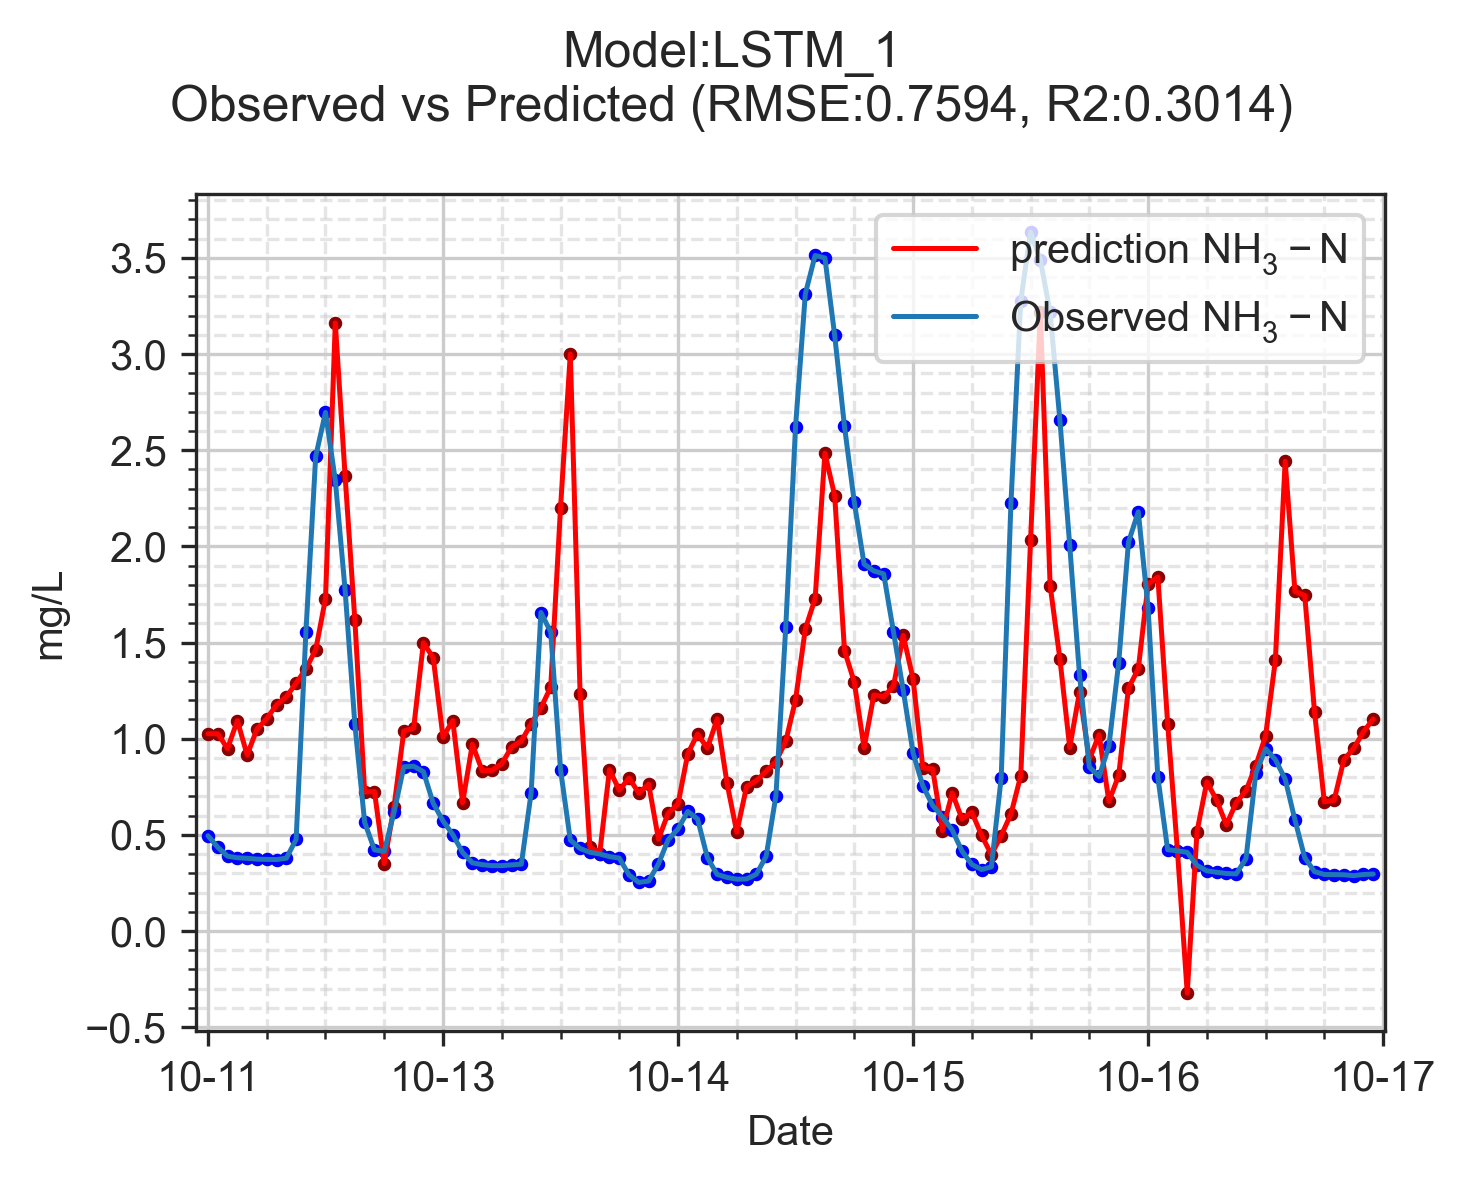 Model:LSTM_1
Observed vs Predicted (RMSE:0.7594, R2:0.3014)
prediction NH₃ − N
Observed NH₃ − N
3.5
3.0
2.5
2.0
1.5
1.0
0.5
0.0
−0.5
mg/L
10-11 10-13 10-14 10-15 10-16 10-17
Date